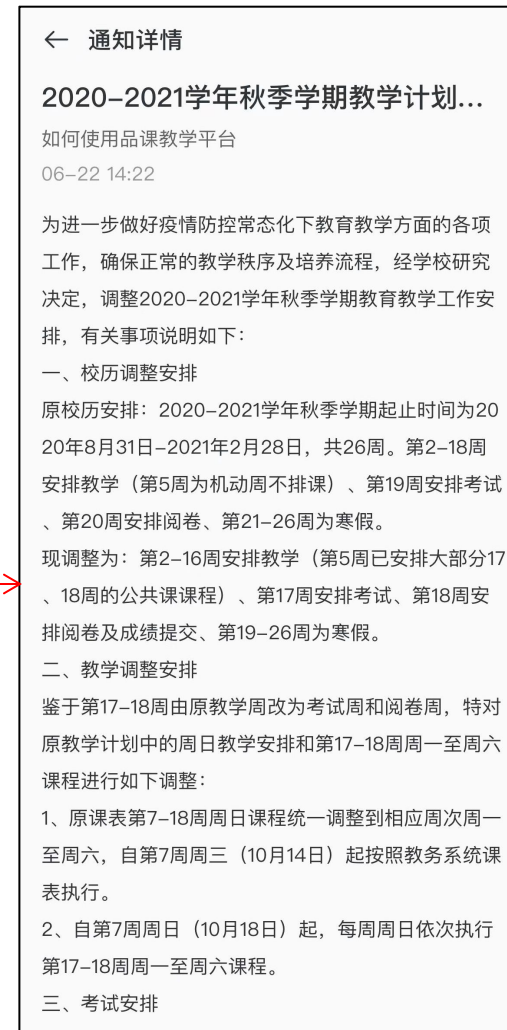 ← 通知详情
2020-2021学年秋季学期教学计划...
如何使用品课教学平台
06-22 14:22
为进一步做好疫情防控常态化下教育教学方面的各项
工作，确保正常的教学秩序及培养流程，经学校研究
决定，调整2020-2021学年秋季学期教育教学工作安
排，有关事项说明如下：
一、校历调整安排
原校历安排：2020-2021学年秋季学期起止时间为20
20年8月31日-2021年2月28日，共26周。第2-18周
安排教学（第5周为机动周不排课）、第19周安排考试
、第20周安排阅卷、第21-26周为寒假。
现调整为：第2-16周安排教学（第5周已安排大部分17
、18周的公共课课程）、第17周安排考试、第18周安
排阅卷及成绩提交、第19-26周为寒假。
二、教学调整安排
鉴于第17-18周由原教学周改为考试周和阅卷周，特对
原教学计划中的周日教学安排和第17-18周周一至周六
课程进行如下调整：
1、原课表第7-18周周日课程统一调整到相应周次周一
至周六，自第7周周三（10月14日）起按照教务系统课
表执行。
2、自第7周周日（10月18日）起，每周周日依次执行
第17-18周周一至周六课程。
三、考试安排